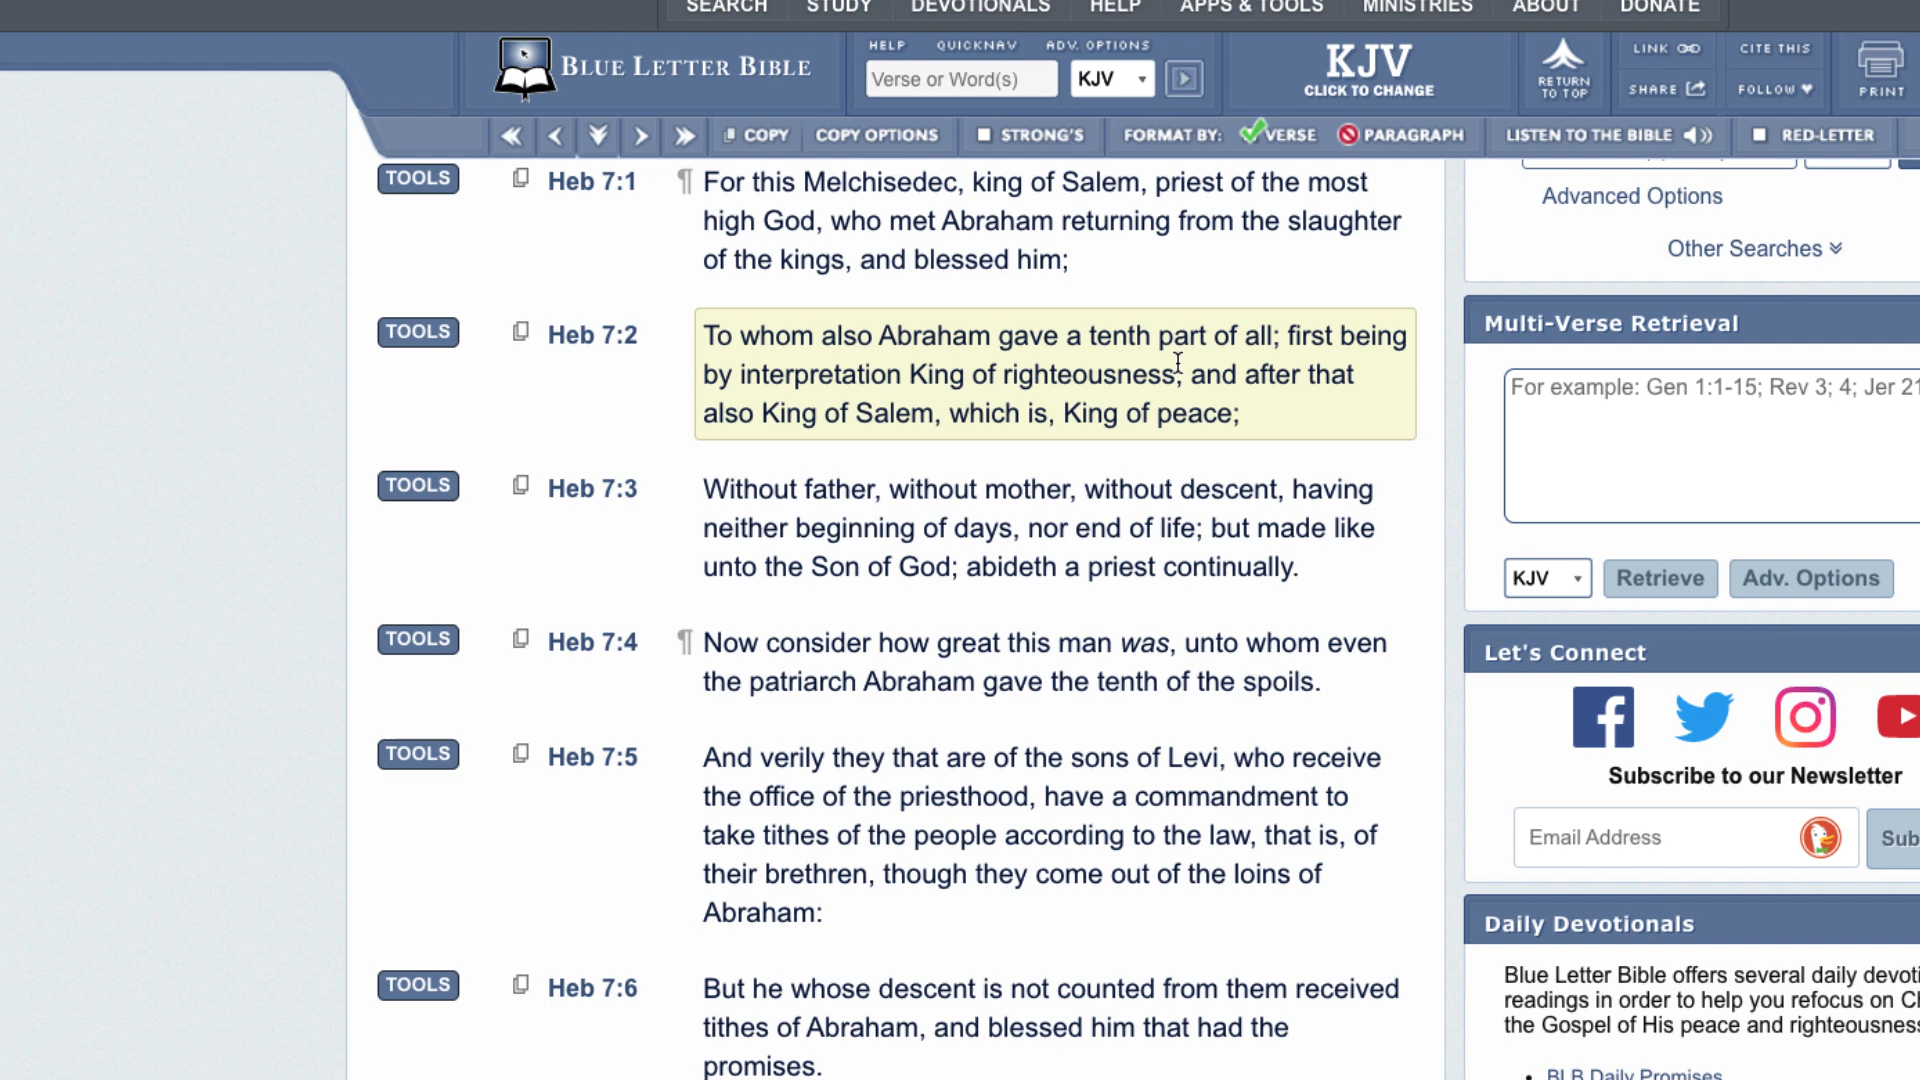 SEARCH STUDY DEVOTIONALS HELP APPS & TOOLS MINISTRIES ABOUT DONATE
BLUE LETTER BIBLE
HELP QUICKNAV ADV. OPTIONS
Verse or Word(s)
KJV
KJV
CLICK TO CHANGE
RETURN
TO TOP
LINK
SHARE
CITE THIS
FOLLOW
PRINT
COPY COPY OPTIONS STRONG'S FORMAT BY: VERSE PARAGRAPH LISTEN TO THE BIBLE RED-LETTER
TOOLS Heb 7:1 ¶ For this Melchisedec, king of Salem, priest of the most
high God, who met Abraham returning from the slaughter
of the kings, and blessed him;
TOOLS Heb 7:2 To whom also Abraham gave a tenth part of all; first being
by interpretation King of righteousness, and after that
also King of Salem, which is, King of peace;
TOOLS Heb 7:3 Without father, without mother, without descent, having
neither beginning of days, nor end of life; but made like
unto the Son of God; abideth a priest continually.
TOOLS Heb 7:4 ¶ Now consider how great this man was, unto whom even
the patriarch Abraham gave the tenth of the spoils.
TOOLS Heb 7:5 And verily they that are of the sons of Levi, who receive
the office of the priesthood, have a commandment to
take tithes of the people according to the law, that is, of
their brethren, though they come out of the loins of
Abraham:
TOOLS Heb 7:6 But he whose descent is not counted from them received
tithes of Abraham, and blessed him that had the
promises.
Advanced Options
Other Searches
Multi-Verse Retrieval
For example: Gen 1:1-15; Rev 3; 4; Jer 21
KJV Retrieve Adv. Options
Let's Connect
Subscribe to our Newsletter
Email Address Sub
Daily Devotionals
Blue Letter Bible offers several daily devoti
readings in order to help you refocus on Ch
the Gospel of His peace and righteousness
• BLB Daily Promises